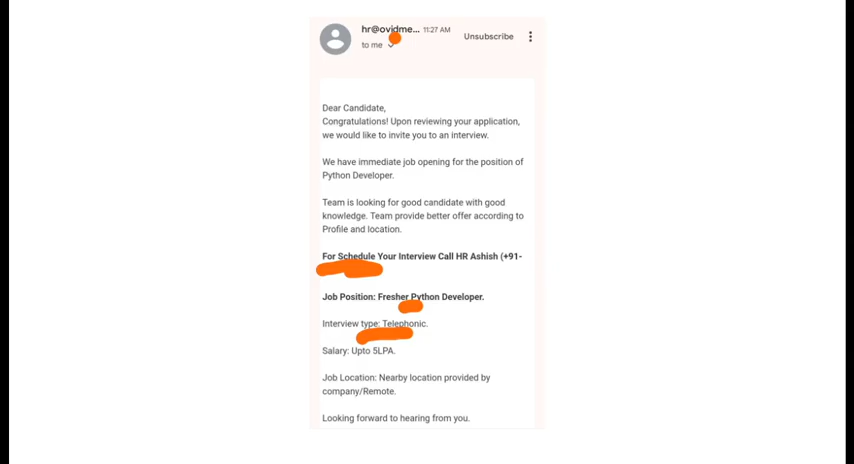 hr@ovidme... 11:27 AM
Unsubscribe
to me
Dear Candidate,
Congratulations! Upon reviewing your application,
we would like to invite you to an interview.
We have immediate job opening for the position of
Python Developer.
Team is looking for good candidate with good
knowledge. Team provide better offer according to
Profile and location.
For Schedule Your Interview Call HR Ashish (+91-
Job Position: Fresher Python Developer.
Interview type: Telephonic.
Salary: Upto 5LPA.
Job Location: Nearby location provided by
company/Remote.
Looking forward to hearing from you.